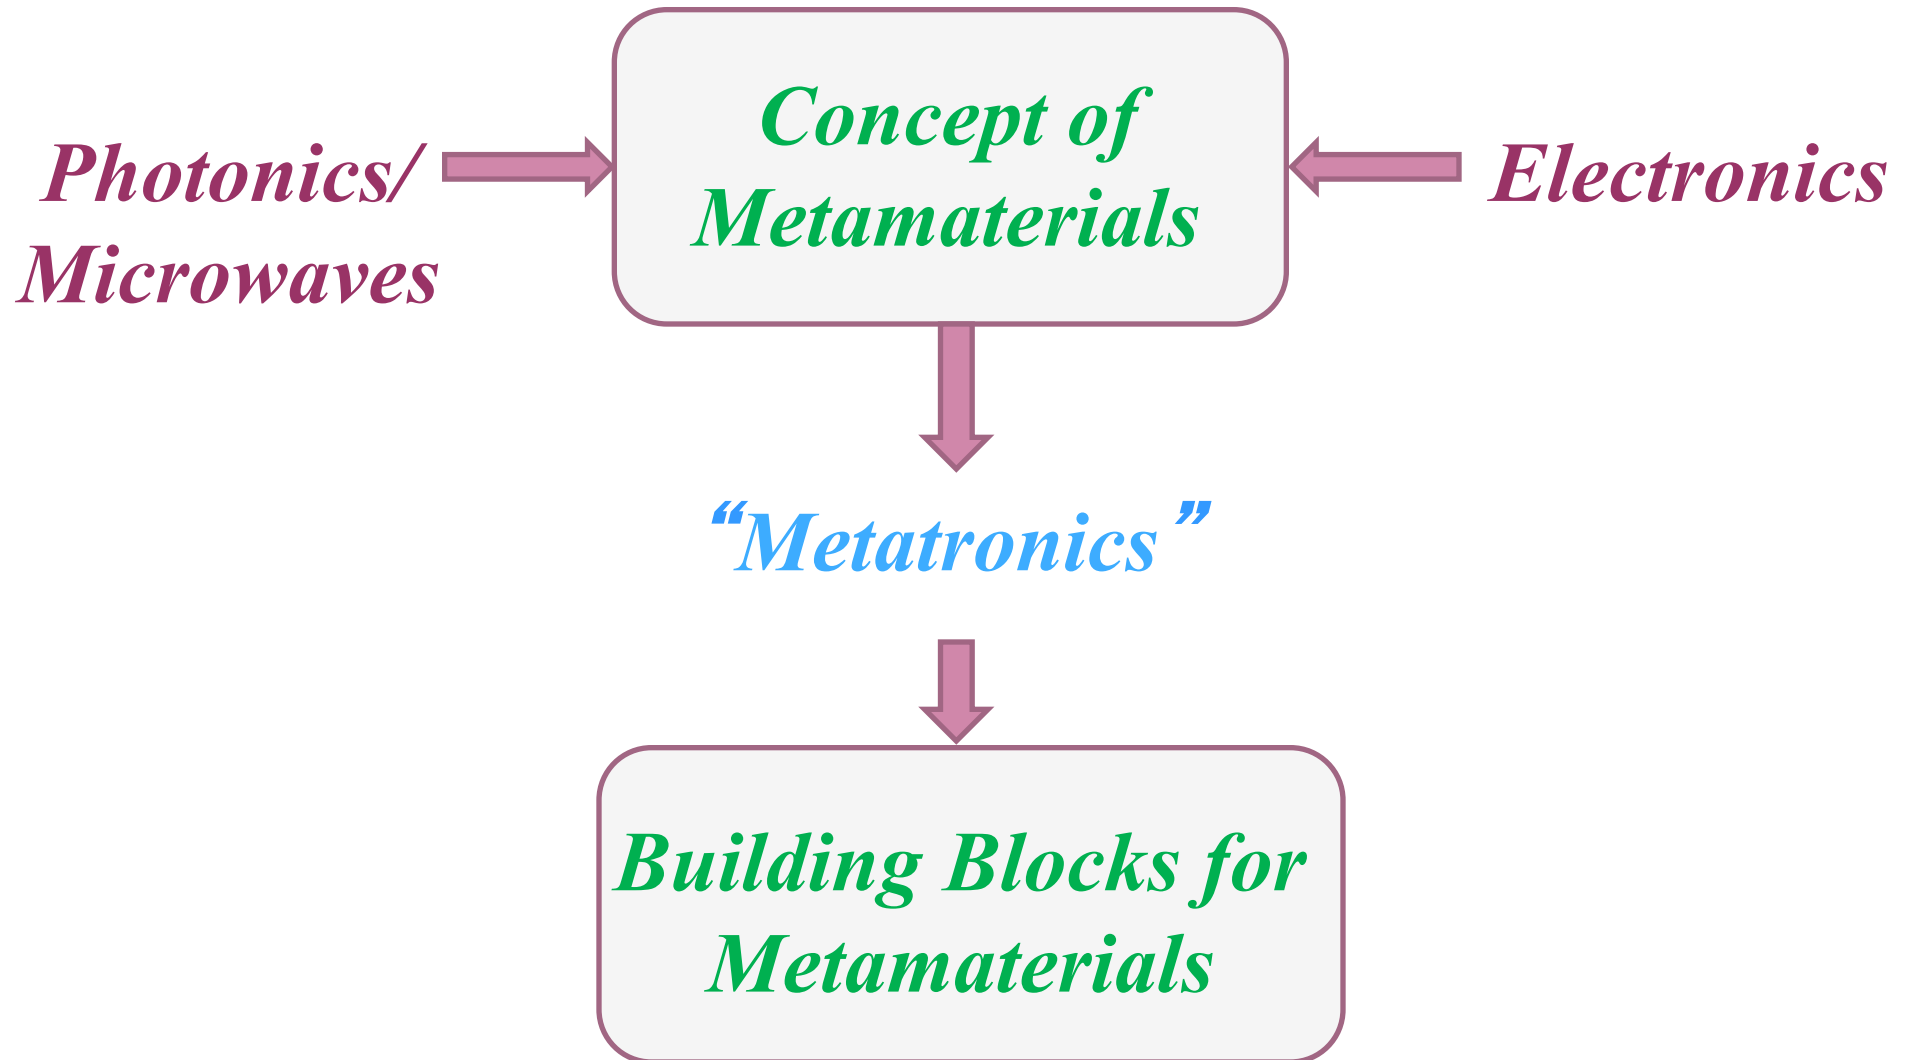 Concept of
Metamaterials
Photonics/
Microwaves
Electronics
“Metatronics”
Building Blocks for
Metamaterials